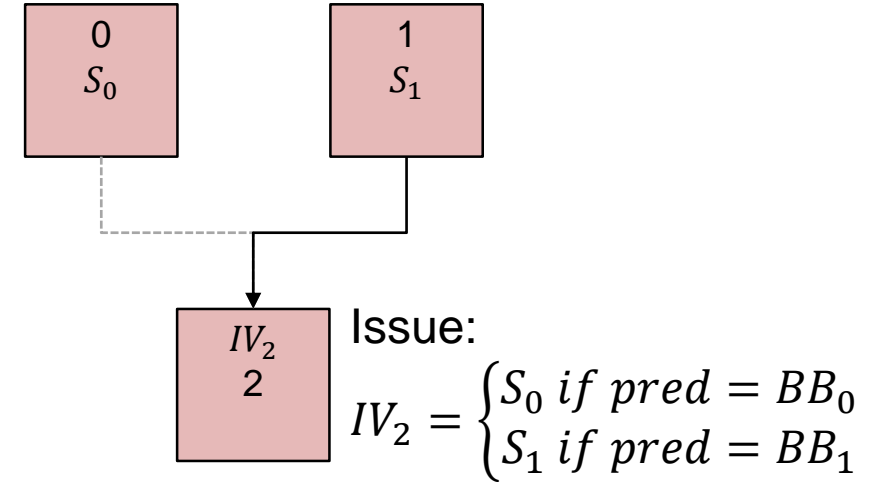 0
S₀
1
S₁
IV₂
2
Issue:
IV₂ = { S₀ if pred = BB₀
S₁ if pred = BB₁